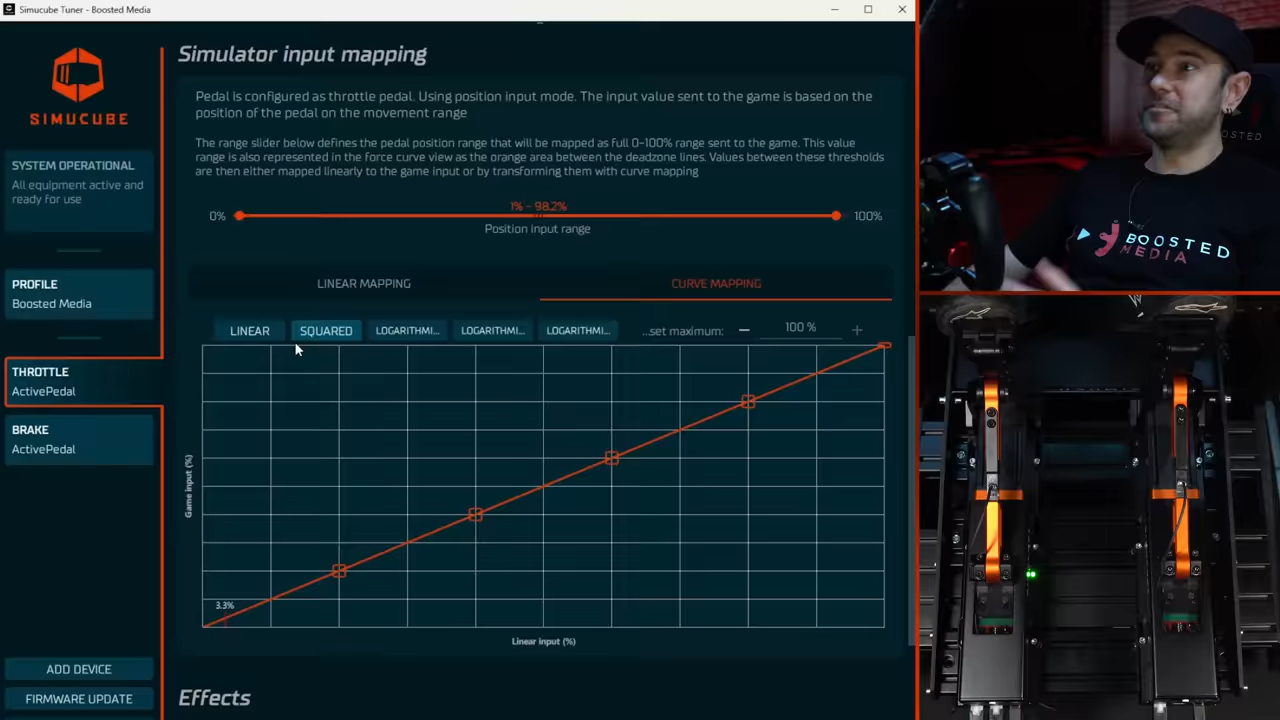 Simucube Tuner - Boosted Media
SIMUCUBE
SYSTEM OPERATIONAL
All equipment active and
ready for use
PROFILE
Boosted Media
THROTTLE
ActivePedal
BRAKE
ActivePedal
ADD DEVICE
FIRMWARE UPDATE
Simulator input mapping
Pedal is configured as throttle pedal. Using position input mode. The input value sent to the game is based on the
position of the pedal on the movement range
The range slider below defines the pedal position range that will be mapped as full 0-100% range sent to the game. This value
range is also represented in the force curve view as the orange area between the deadzone lines. Values between these thresholds
are then either mapped linearly to the game input or by transforming them with curve mapping
1% - 98.2%
0%
100%
Position input range
LINEAR MAPPING
CURVE MAPPING
LINEAR
SQUARED
LOGARITHMI...
LOGARITHMI...
LOGARITHMI...
...set maximum:
100 %
Game input (%)
3.3%
Linear input (%)
Effects
BOOSTED
MEDIA
OOSTED